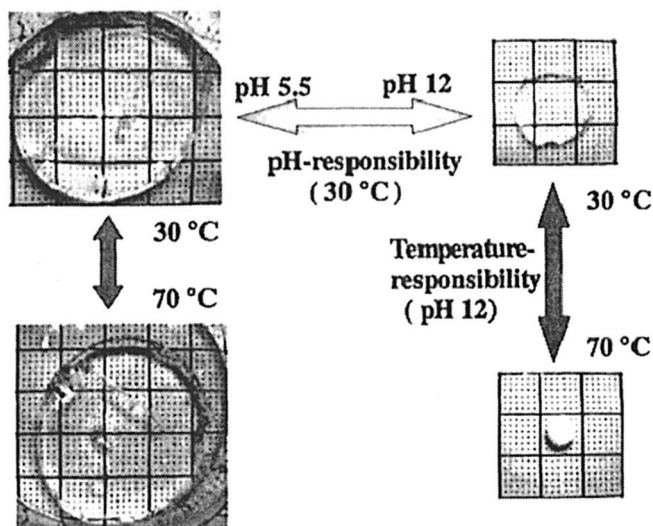 pH 5.5
pH 12
pH-responsibility
(30 °C)
30 °C
70 °C
30 °C
Temperature-
responsibility
( pH 12)
70 °C